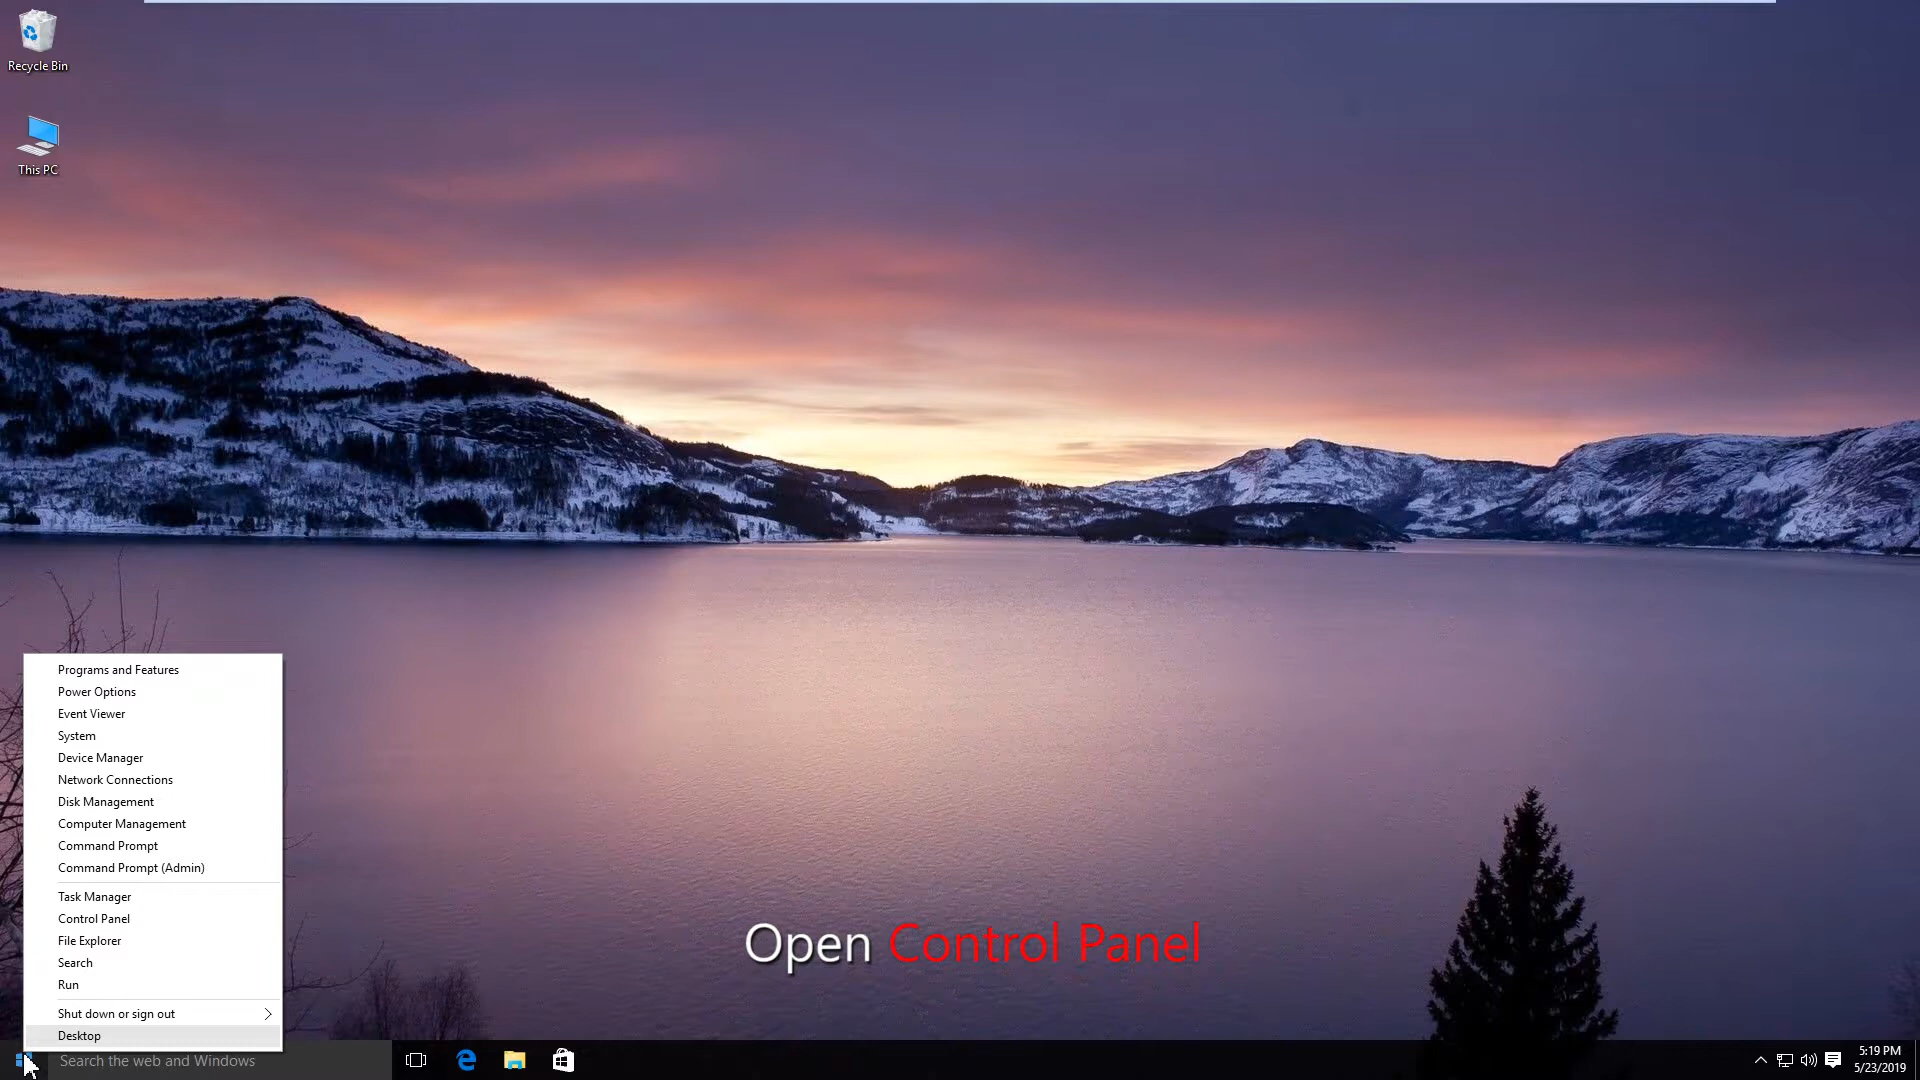 Recycle Bin
This PC
Programs and Features
Power Options
Event Viewer
System
Device Manager
Network Connections
Disk Management
Computer Management
Command Prompt
Command Prompt (Admin)
Task Manager
Control Panel
File Explorer
Search
Run
Shut down or sign out
Desktop
Open Control Panel
Search the web and Windows
5:19 PM
5/23/2019